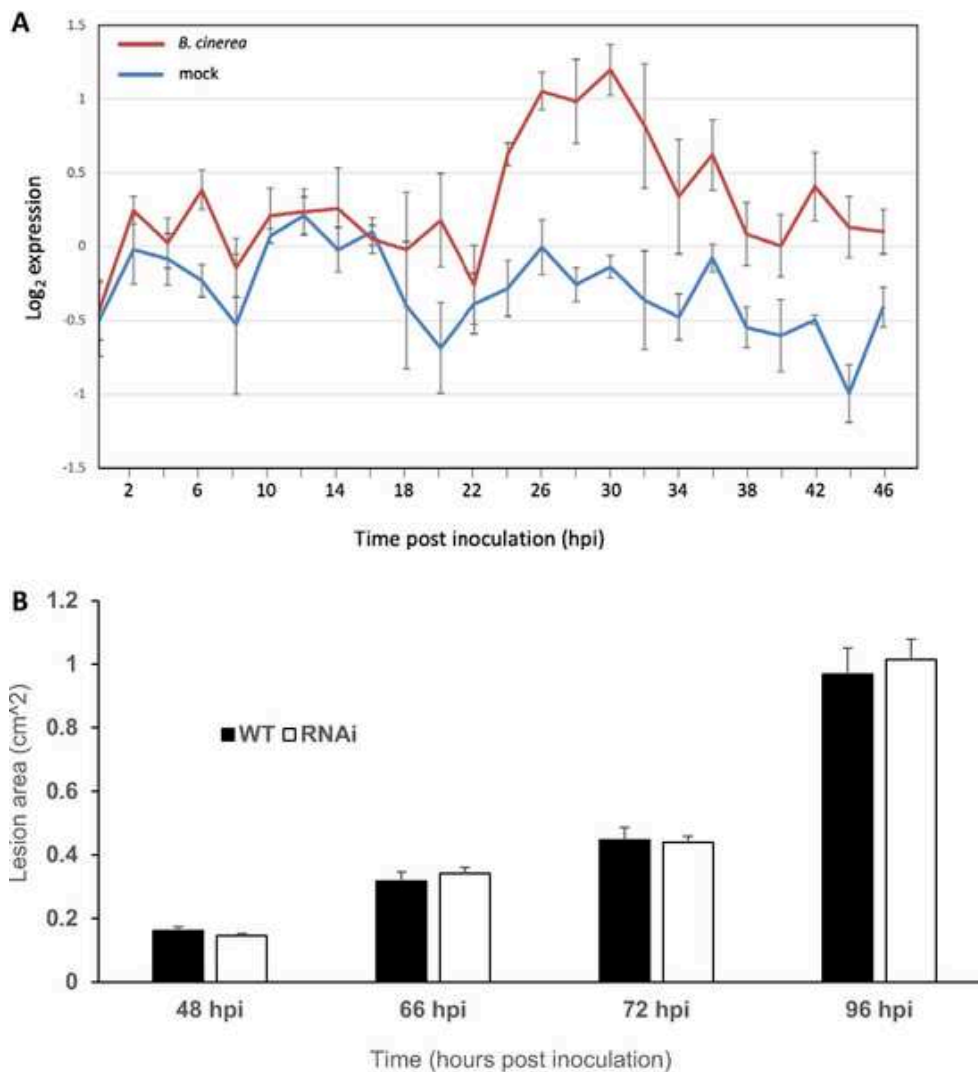 A
B. cinerea
mock
1.5
1
0.5
0
-0.5
-1
-1.5
Log2 expression
2 6 10 14 18 22 26 30 34 38 42 46
Time post inoculation (hpi)
B
1.2
1
0.8
0.6
0.4
0.2
0
Lesion area (cm^2)
WT RNAi
48 hpi 66 hpi 72 hpi 96 hpi
Time (hours post inoculation)